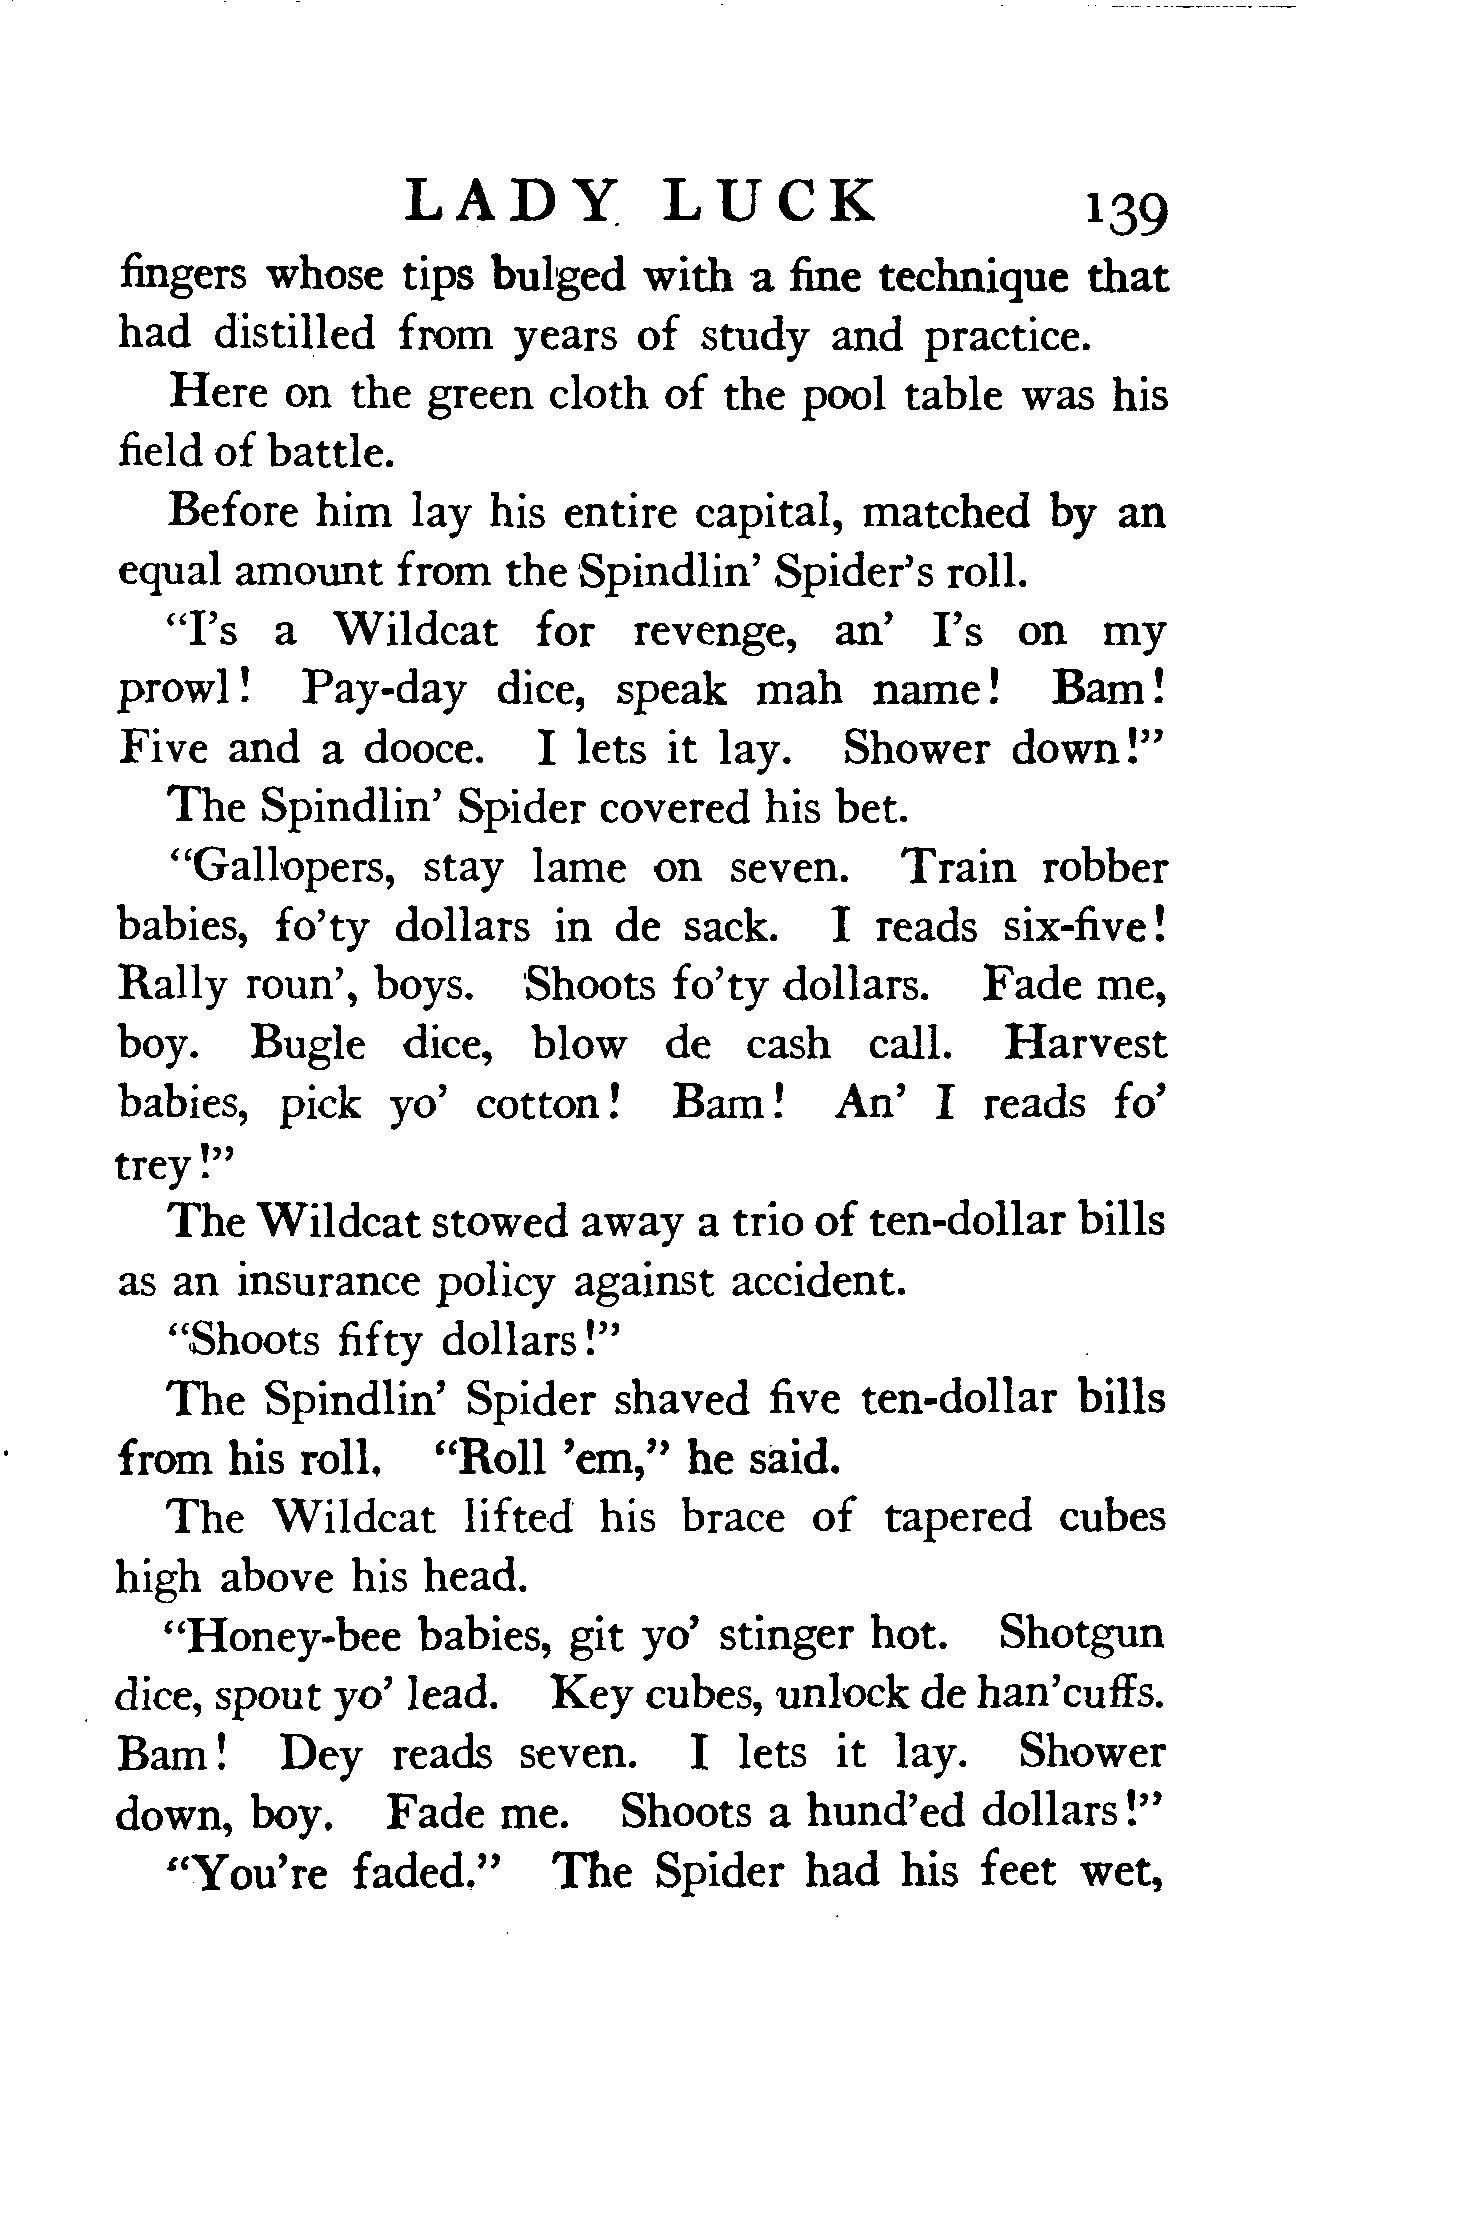 LADY LUCK 139
fingers whose tips bulged with a fine technique that
had distilled from years of study and practice.
Here on the green cloth of the pool table was his
field of battle.
Before him lay his entire capital, matched by an
equal amount from the Spindlin' Spider's roll.
"I's a Wildcat for revenge, an' I's on my
prowl! Pay-day dice, speak mah name! Bam!
Five and a dooce. I lets it lay. Shower down!"
The Spindlin' Spider covered his bet.
"Gallopers, stay lame on seven. Train robber
babies, fo'ty dollars in de sack. I reads six-five!
Rally roun', boys. Shoots fo'ty dollars. Fade me,
boy. Bugle dice, blow de cash call. Harvest
babies, pick yo' cotton! Bam! An' I reads fo'
trey!"
The Wildcat stowed away a trio of ten-dollar bills
as an insurance policy against accident.
"Shoots fifty dollars!"
The Spindlin' Spider shaved five ten-dollar bills
from his roll. "Roll 'em," he said.
The Wildcat lifted his brace of tapered cubes
high above his head.
"Honey-bee babies, git yo' stinger hot. Shotgun
dice, spout yo' lead. Key cubes, unlock de han'cuffs.
Bam! Dey reads seven. I lets it lay. Shower
down, boy. Fade me. Shoots a hund'ed dollars!"
"You're faded." The Spider had his feet wet,